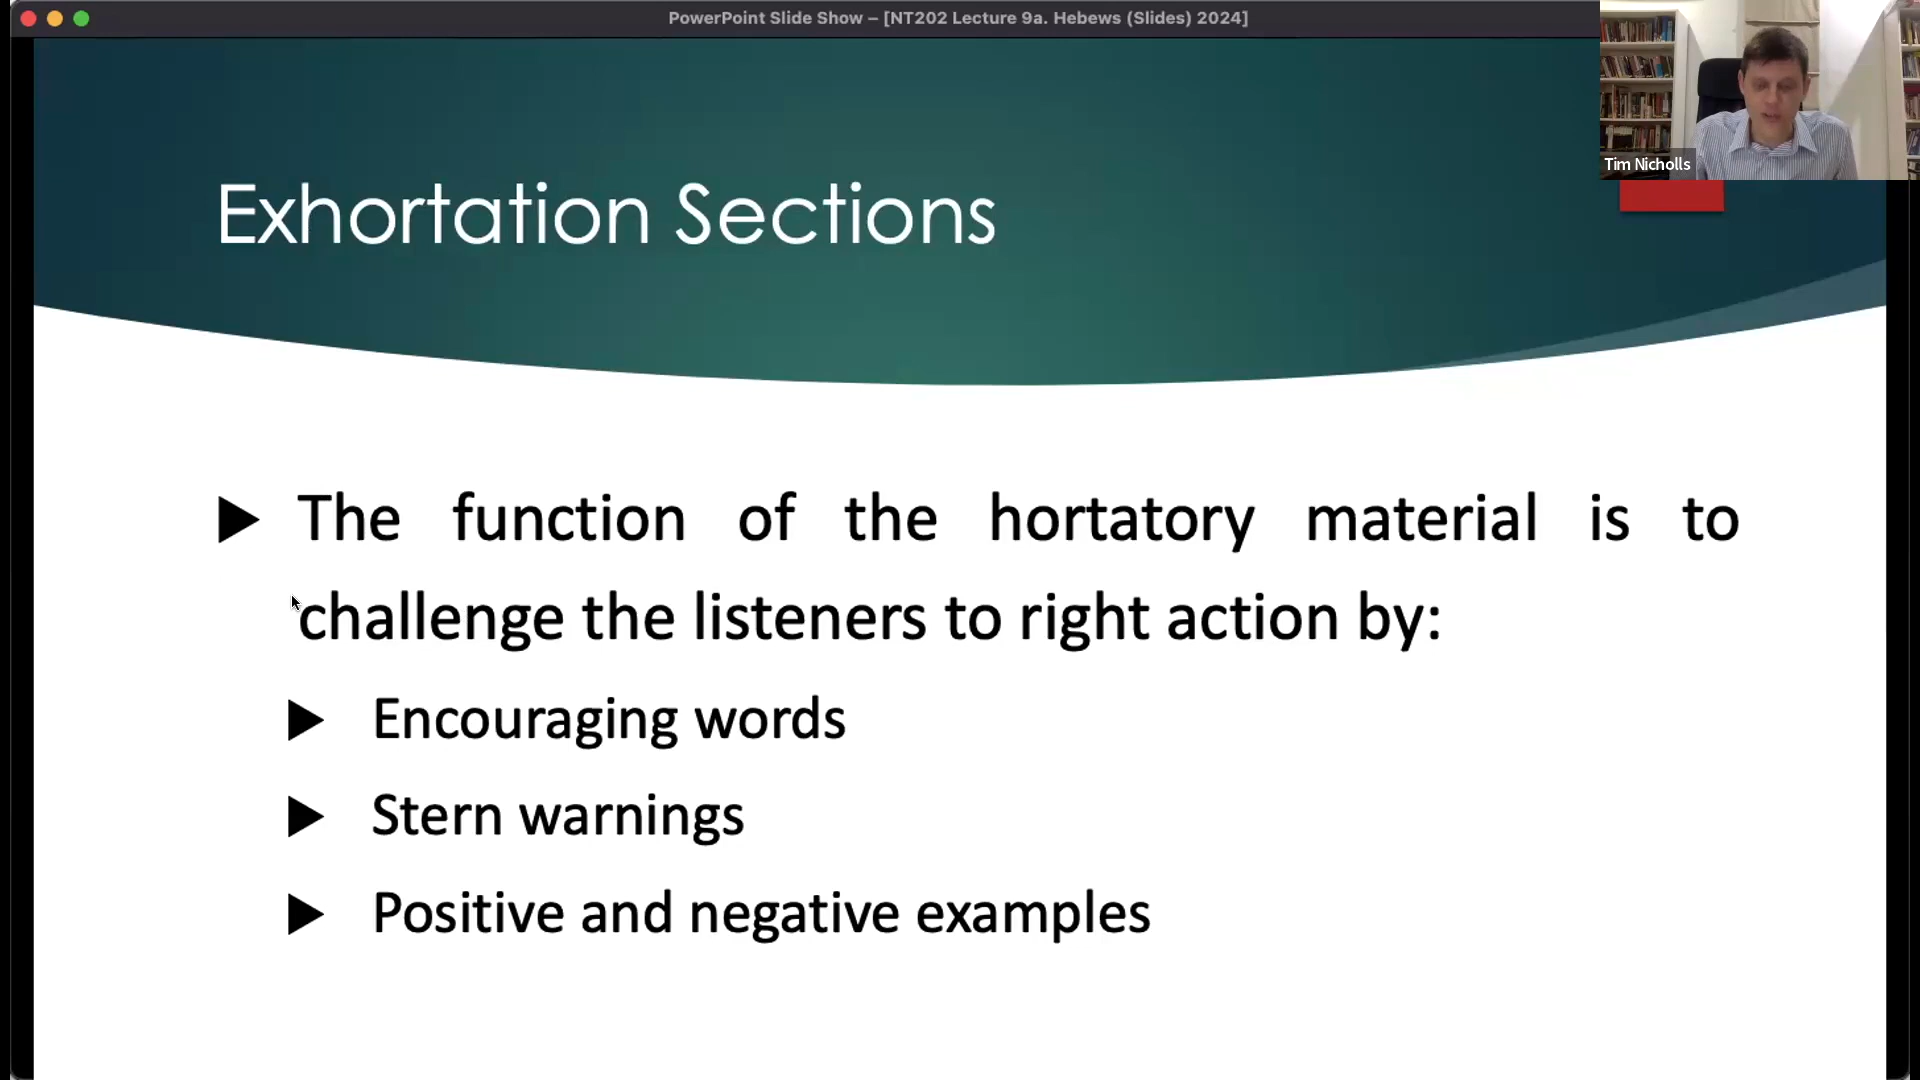 PowerPoint Slide Show – [NT202 Lecture 9a. Hebews (Slides) 2024]
Tim Nicholls
Exhortation Sections
The function of the hortatory material is to
challenge the listeners to right action by:
Encouraging words
Stern warnings
Positive and negative examples